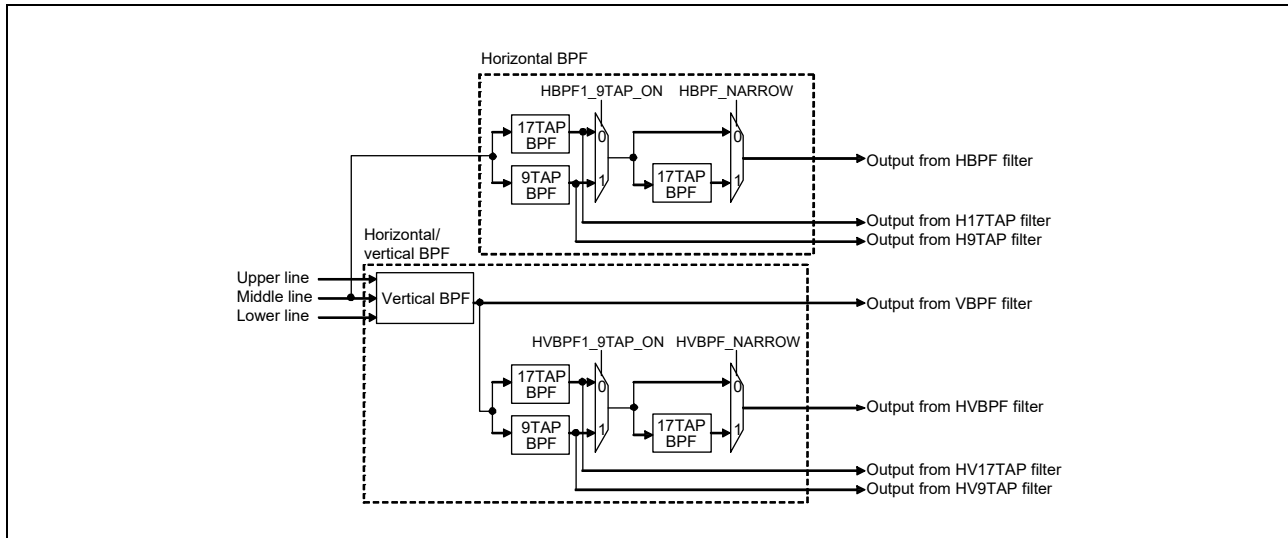 Horizontal BPF
HBPF1_9TAP_ON
HBPF_NARROW
17TAP
BPF
0
0
Output from HBPF filter
9TAP
BPF
1
17TAP
BPF
1
Output from H17TAP filter
Output from H9TAP filter
Horizontal/
vertical BPF
Upper line
Middle line
Lower line
Vertical BPF
Output from VBPF filter
HVBPF1_9TAP_ON
HVBPF_NARROW
17TAP
BPF
0
0
Output from HVBPF filter
9TAP
BPF
1
17TAP
BPF
1
Output from HV17TAP filter
Output from HV9TAP filter